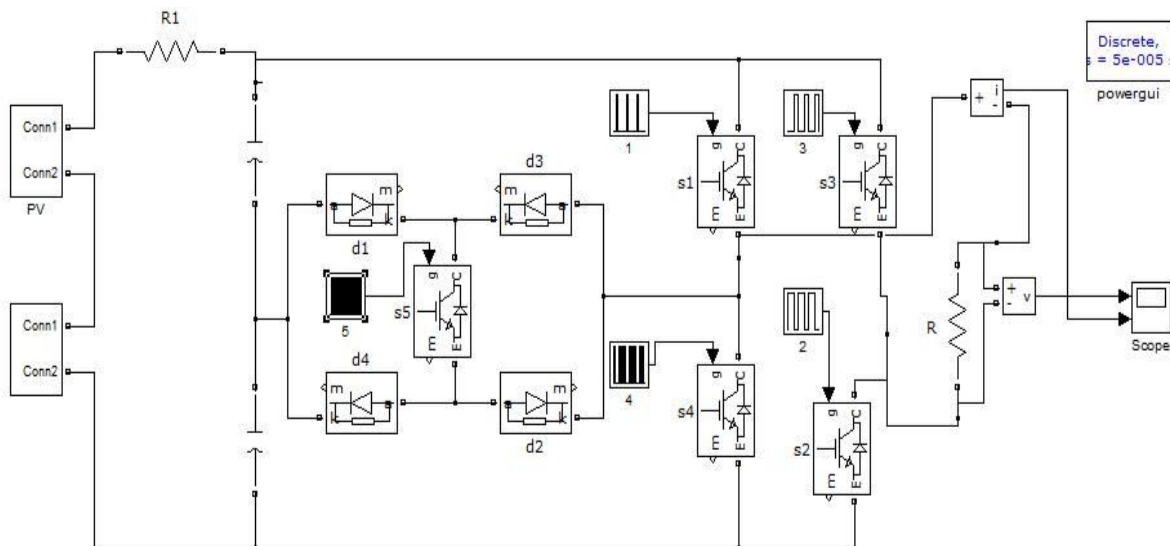 R1
Discrete,
s = 5e-005 s
powergui
Conn1
Conn2
PV
Conn1
Conn2
d1
m
a
k
d3
m
a
k
d4
m
a
k
d2
m
a
k
1
3
5
4
2
s1
g
C
E
E
s3
g
C
E
E
s5
g
C
E
E
s4
g
C
E
E
s2
g
C
E
E
+
i
-
R
+
-
v
Scope